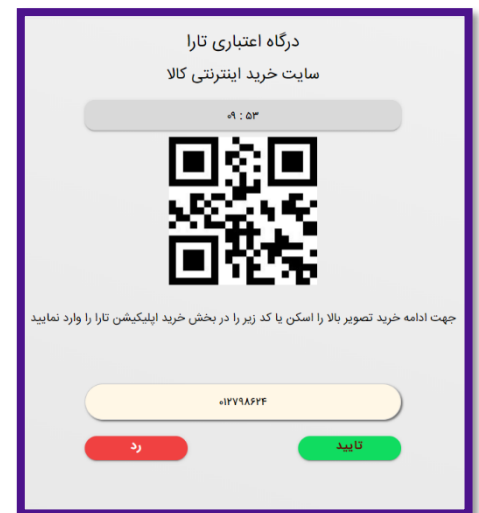 درگاه اعتباری تارا
سایت خرید اینترنتی کالا
۰۹ : ۵۳
جهت ادامه خرید تصویر بالا را اسکن یا کد زیر را در بخش خرید اپلیکیشن تارا را وارد نمایید
۰۱۲۷۹۸۶۲۴
تایید
رد